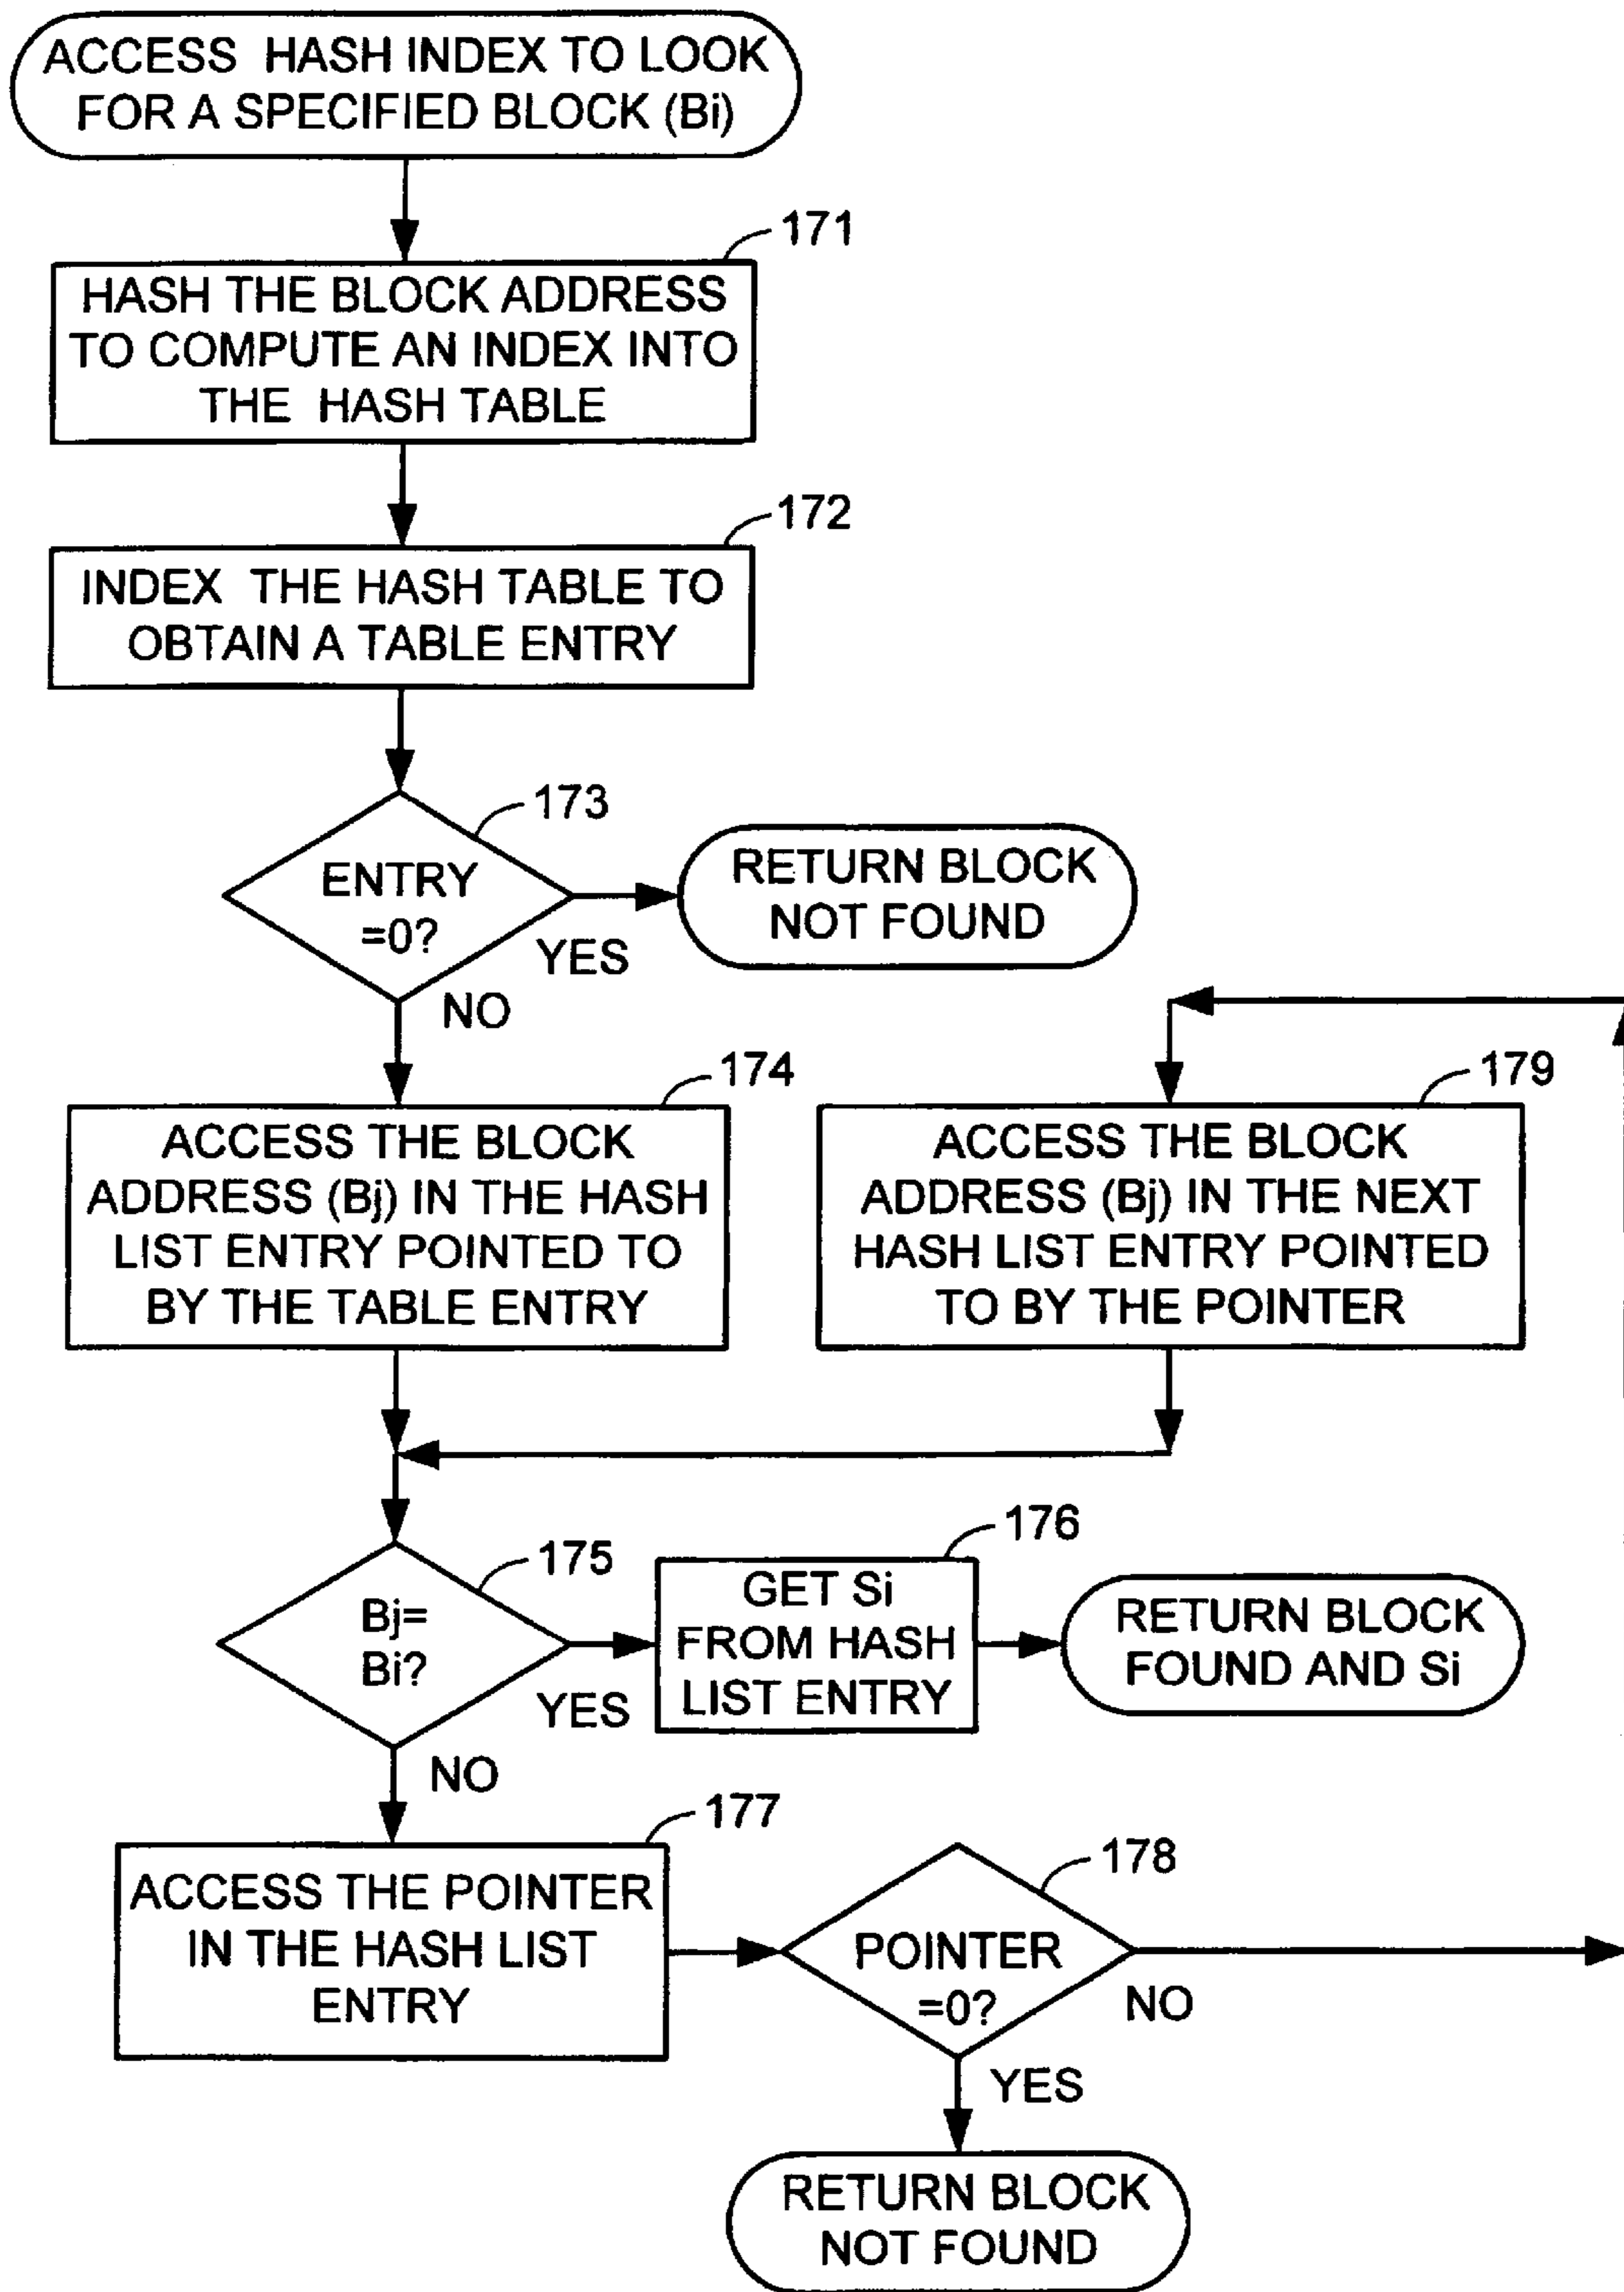 ACCESS HASH INDEX TO LOOK
FOR A SPECIFIED BLOCK (Bi)
171
HASH THE BLOCK ADDRESS
TO COMPUTE AN INDEX INTO
THE HASH TABLE
172
INDEX THE HASH TABLE TO
OBTAIN A TABLE ENTRY
173
ENTRY
=0?
YES
NO
RETURN BLOCK
NOT FOUND
174
ACCESS THE BLOCK
ADDRESS (Bj) IN THE HASH
LIST ENTRY POINTED TO
BY THE TABLE ENTRY
179
ACCESS THE BLOCK
ADDRESS (Bj) IN THE NEXT
HASH LIST ENTRY POINTED
TO BY THE POINTER
175
Bj=
Bi?
YES
NO
176
GET Si
FROM HASH
LIST ENTRY
RETURN BLOCK
FOUND AND Si
177
ACCESS THE POINTER
IN THE HASH LIST
ENTRY
178
POINTER
=0?
NO
YES
RETURN BLOCK
NOT FOUND